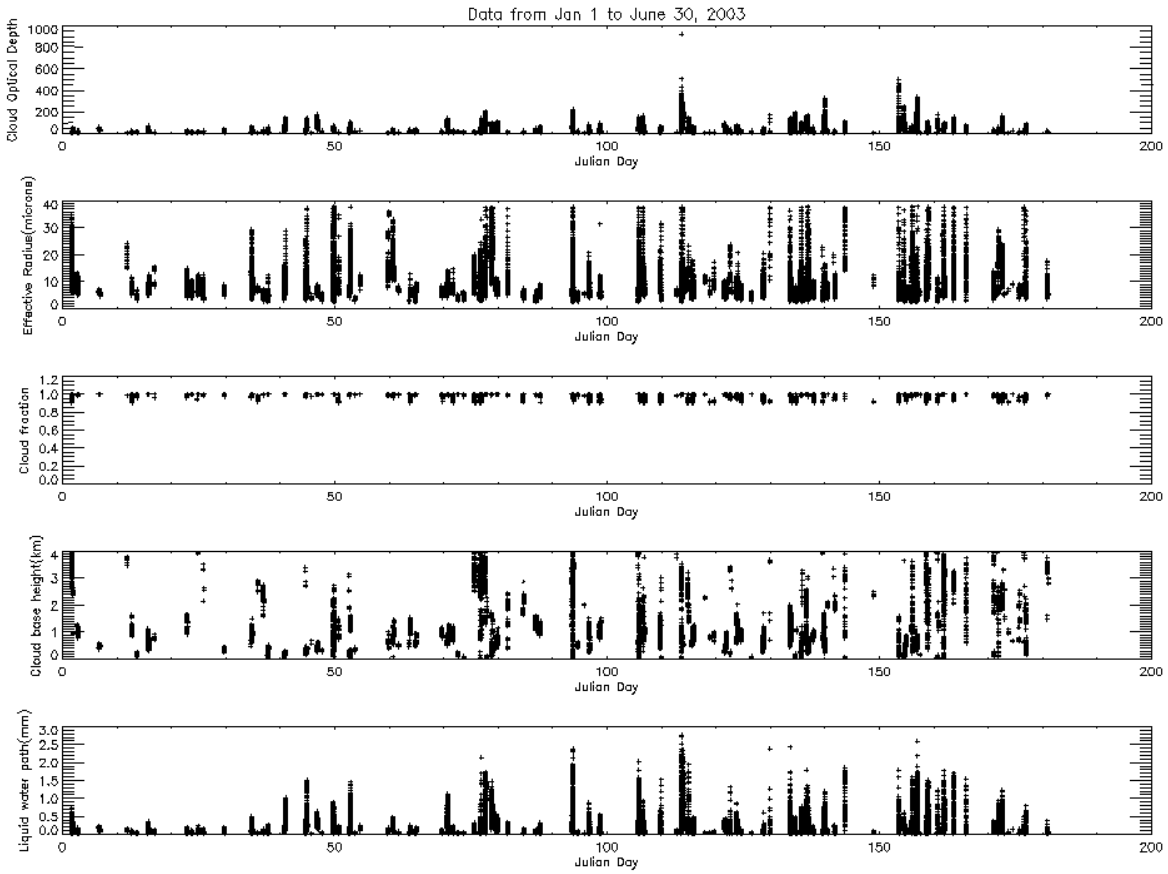 Data from Jan 1 to June 30, 2003
Cloud Optical Depth
1000
800
600
400
200
0
0 50 100 150 200
Julian Day
Effective Radius(microns)
40
30
20
10
0
0 50 100 150 200
Julian Day
Cloud fraction
1.2
1.0
0.8
0.6
0.4
0.2
0.0
0 50 100 150 200
Julian Day
Cloud base height(km)
4
3
2
1
0
0 50 100 150 200
Julian Day
Liquid water path(mm)
3.0
2.5
2.0
1.5
1.0
0.5
0.0
0 50 100 150 200
Julian Day